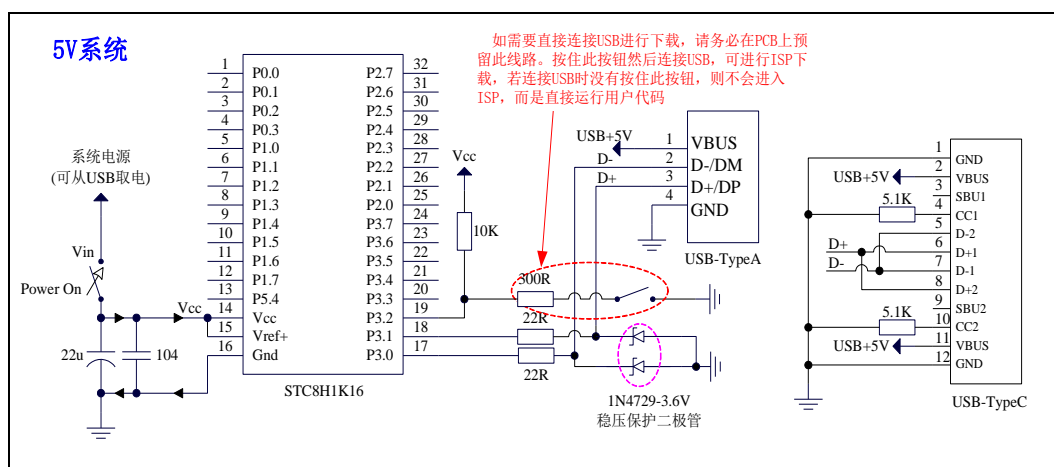 5V系统
如需要直接连接USB进行下载，请务必在PCB上预
留此线路。按住此按钮然后连接USB，可进行ISP下
载，若连接USB时没有按住此按钮，则不会进入
ISP，而是直接运行用户代码
系统电源
(可从USB取电)
Vin
Power On
Vcc
22u
104
1 P0.0
2 P0.1
3 P0.2
4 P0.3
5 P1.0
6 P1.1
7 P1.2
8 P1.3
9 P1.4
10 P1.5
11 P1.6
12 P1.7
13 P5.4
14 Vcc
15 Vref+
16 Gnd
P2.7 32
P2.6 31
P2.5 30
P2.4 29
P2.3 28
P2.2 27
P2.1 26
P2.0 25
P3.7 24
P3.6 23
P3.5 22
P3.4 21
P3.3 20
P3.2 19
P3.1 18
P3.0 17
STC8H1K16
Vcc
10K
300R
22R
22R
1N4729-3.6V
稳压保护二极管
USB+5V
D-
D+
1 VBUS
2 D-/DM
3 D+/DP
4 GND
USB-TypeA
USB+5V
5.1K
D+
D-
5.1K
USB+5V
1 GND
2 VBUS
3 SBU1
4 CC1
5 D-2
6 D+1
7 D-1
8 D+2
9 SBU2
10 CC2
11 VBUS
12 GND
USB-TypeC